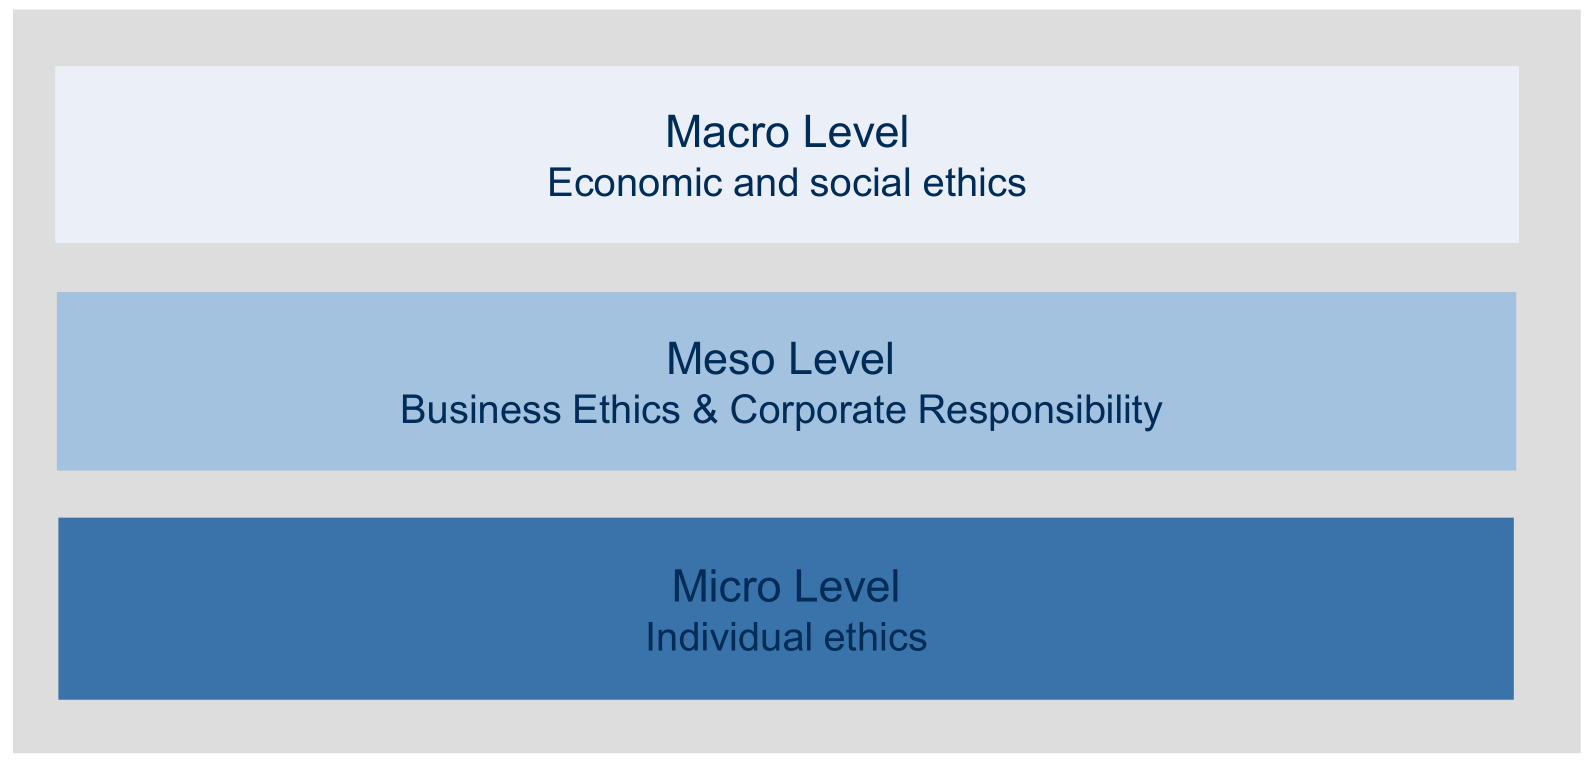 Macro Level
Economic and social ethics
Meso Level
Business Ethics & Corporate Responsibility
Micro Level
Individual ethics